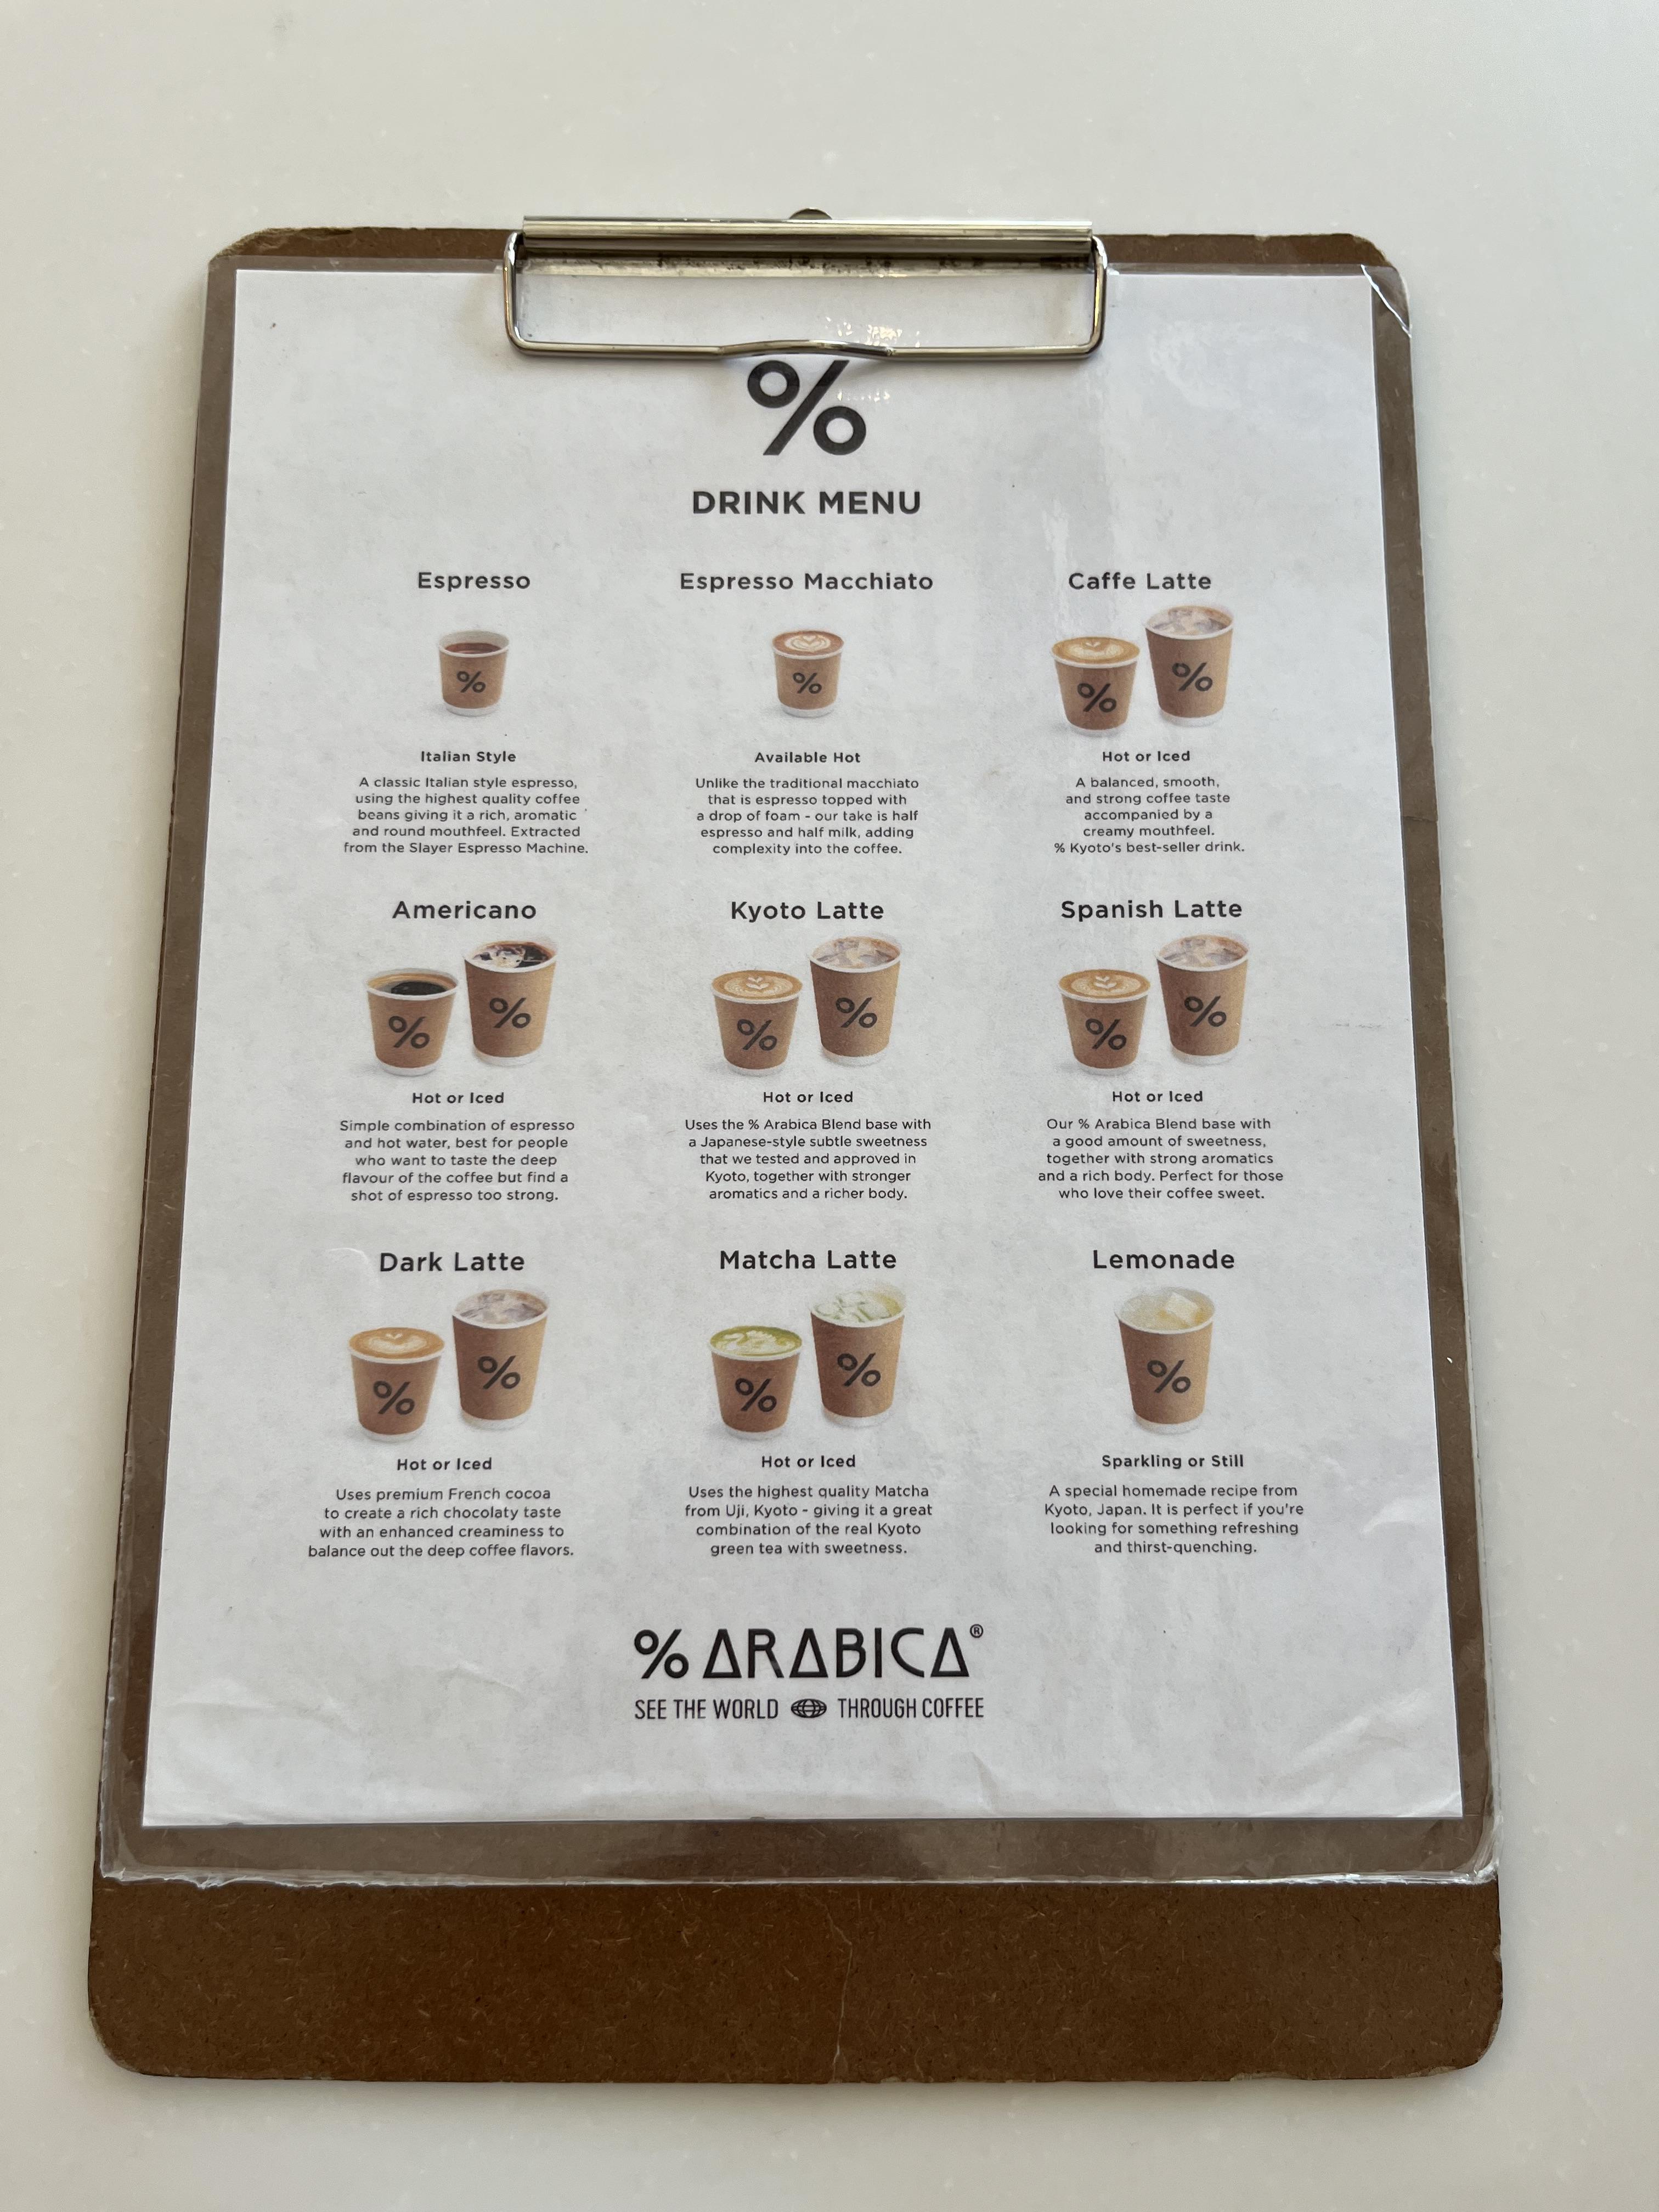 %
DRINK MENU
Espresso
%
Italian Style
A classic Italian style espresso,
using the highest quality coffee
beans giving it a rich, aromatic
and round mouthfeel. Extracted
from the Slayer Espresso Machine.
Espresso Macchiato
%
Available Hot
Unlike the traditional macchiato
that is espresso topped with
a drop of foam - our take is half
espresso and half milk, adding
complexity into the coffee.
Caffe Latte
% %
Hot or Iced
A balanced, smooth,
and strong coffee taste
accompanied by a
creamy mouthfeel.
% Kyoto's best-seller drink.
Americano
% %
Hot or Iced
Simple combination of espresso
and hot water, best for people
who want to taste the deep
flavour of the coffee but find a
shot of espresso too strong.
Kyoto Latte
% %
Hot or Iced
Uses the % Arabica Blend base with
a Japanese-style subtle sweetness
that we tested and approved in
Kyoto, together with stronger
aromatics and a richer body.
Spanish Latte
% %
Hot or Iced
Our % Arabica Blend base with
a good amount of sweetness,
together with strong aromatics
and a rich body. Perfect for those
who love their coffee sweet.
Dark Latte
% %
Hot or Iced
Uses premium French cocoa
to create a rich chocolaty taste
with an enhanced creaminess to
balance out the deep coffee flavors.
Matcha Latte
% %
Hot or Iced
Uses the highest quality Matcha
from Uji, Kyoto - giving it a great
combination of the real Kyoto
green tea with sweetness.
Lemonade
%
Sparkling or Still
A special homemade recipe from
Kyoto, Japan. It is perfect if you're
looking for something refreshing
and thirst-quenching.
% ARABICA®
SEE THE WORLD THROUGH COFFEE